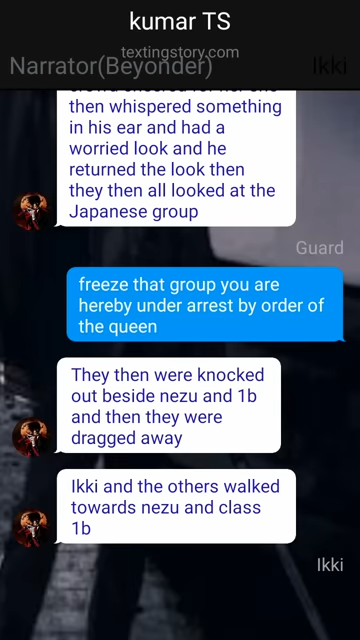 kumar TS
textingstory.com
Narrator(Beyonder)
Ikki
then whispered something
in his ear and had a
worried look and he
returned the look then
they then all looked at the
Japanese group
Guard
freeze that group you are
hereby under arrest by order of
the queen
They then were knocked
out beside nezu and 1b
and then they were
dragged away
Ikki and the others walked
towards nezu and class
1b
Ikki